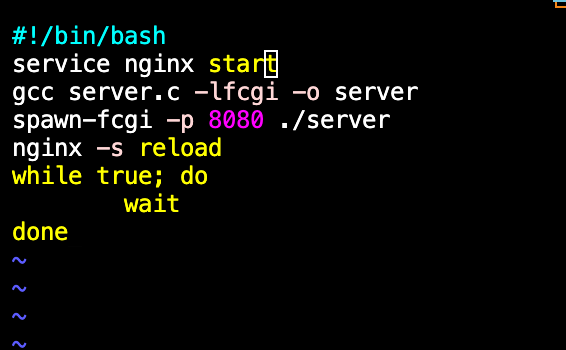 #!/bin/bash
service nginx start
gcc server.c -lfcgi -o server
spawn-fcgi -p 8080 ./server
nginx -s reload
while true; do
        wait
done
~
~
~
~